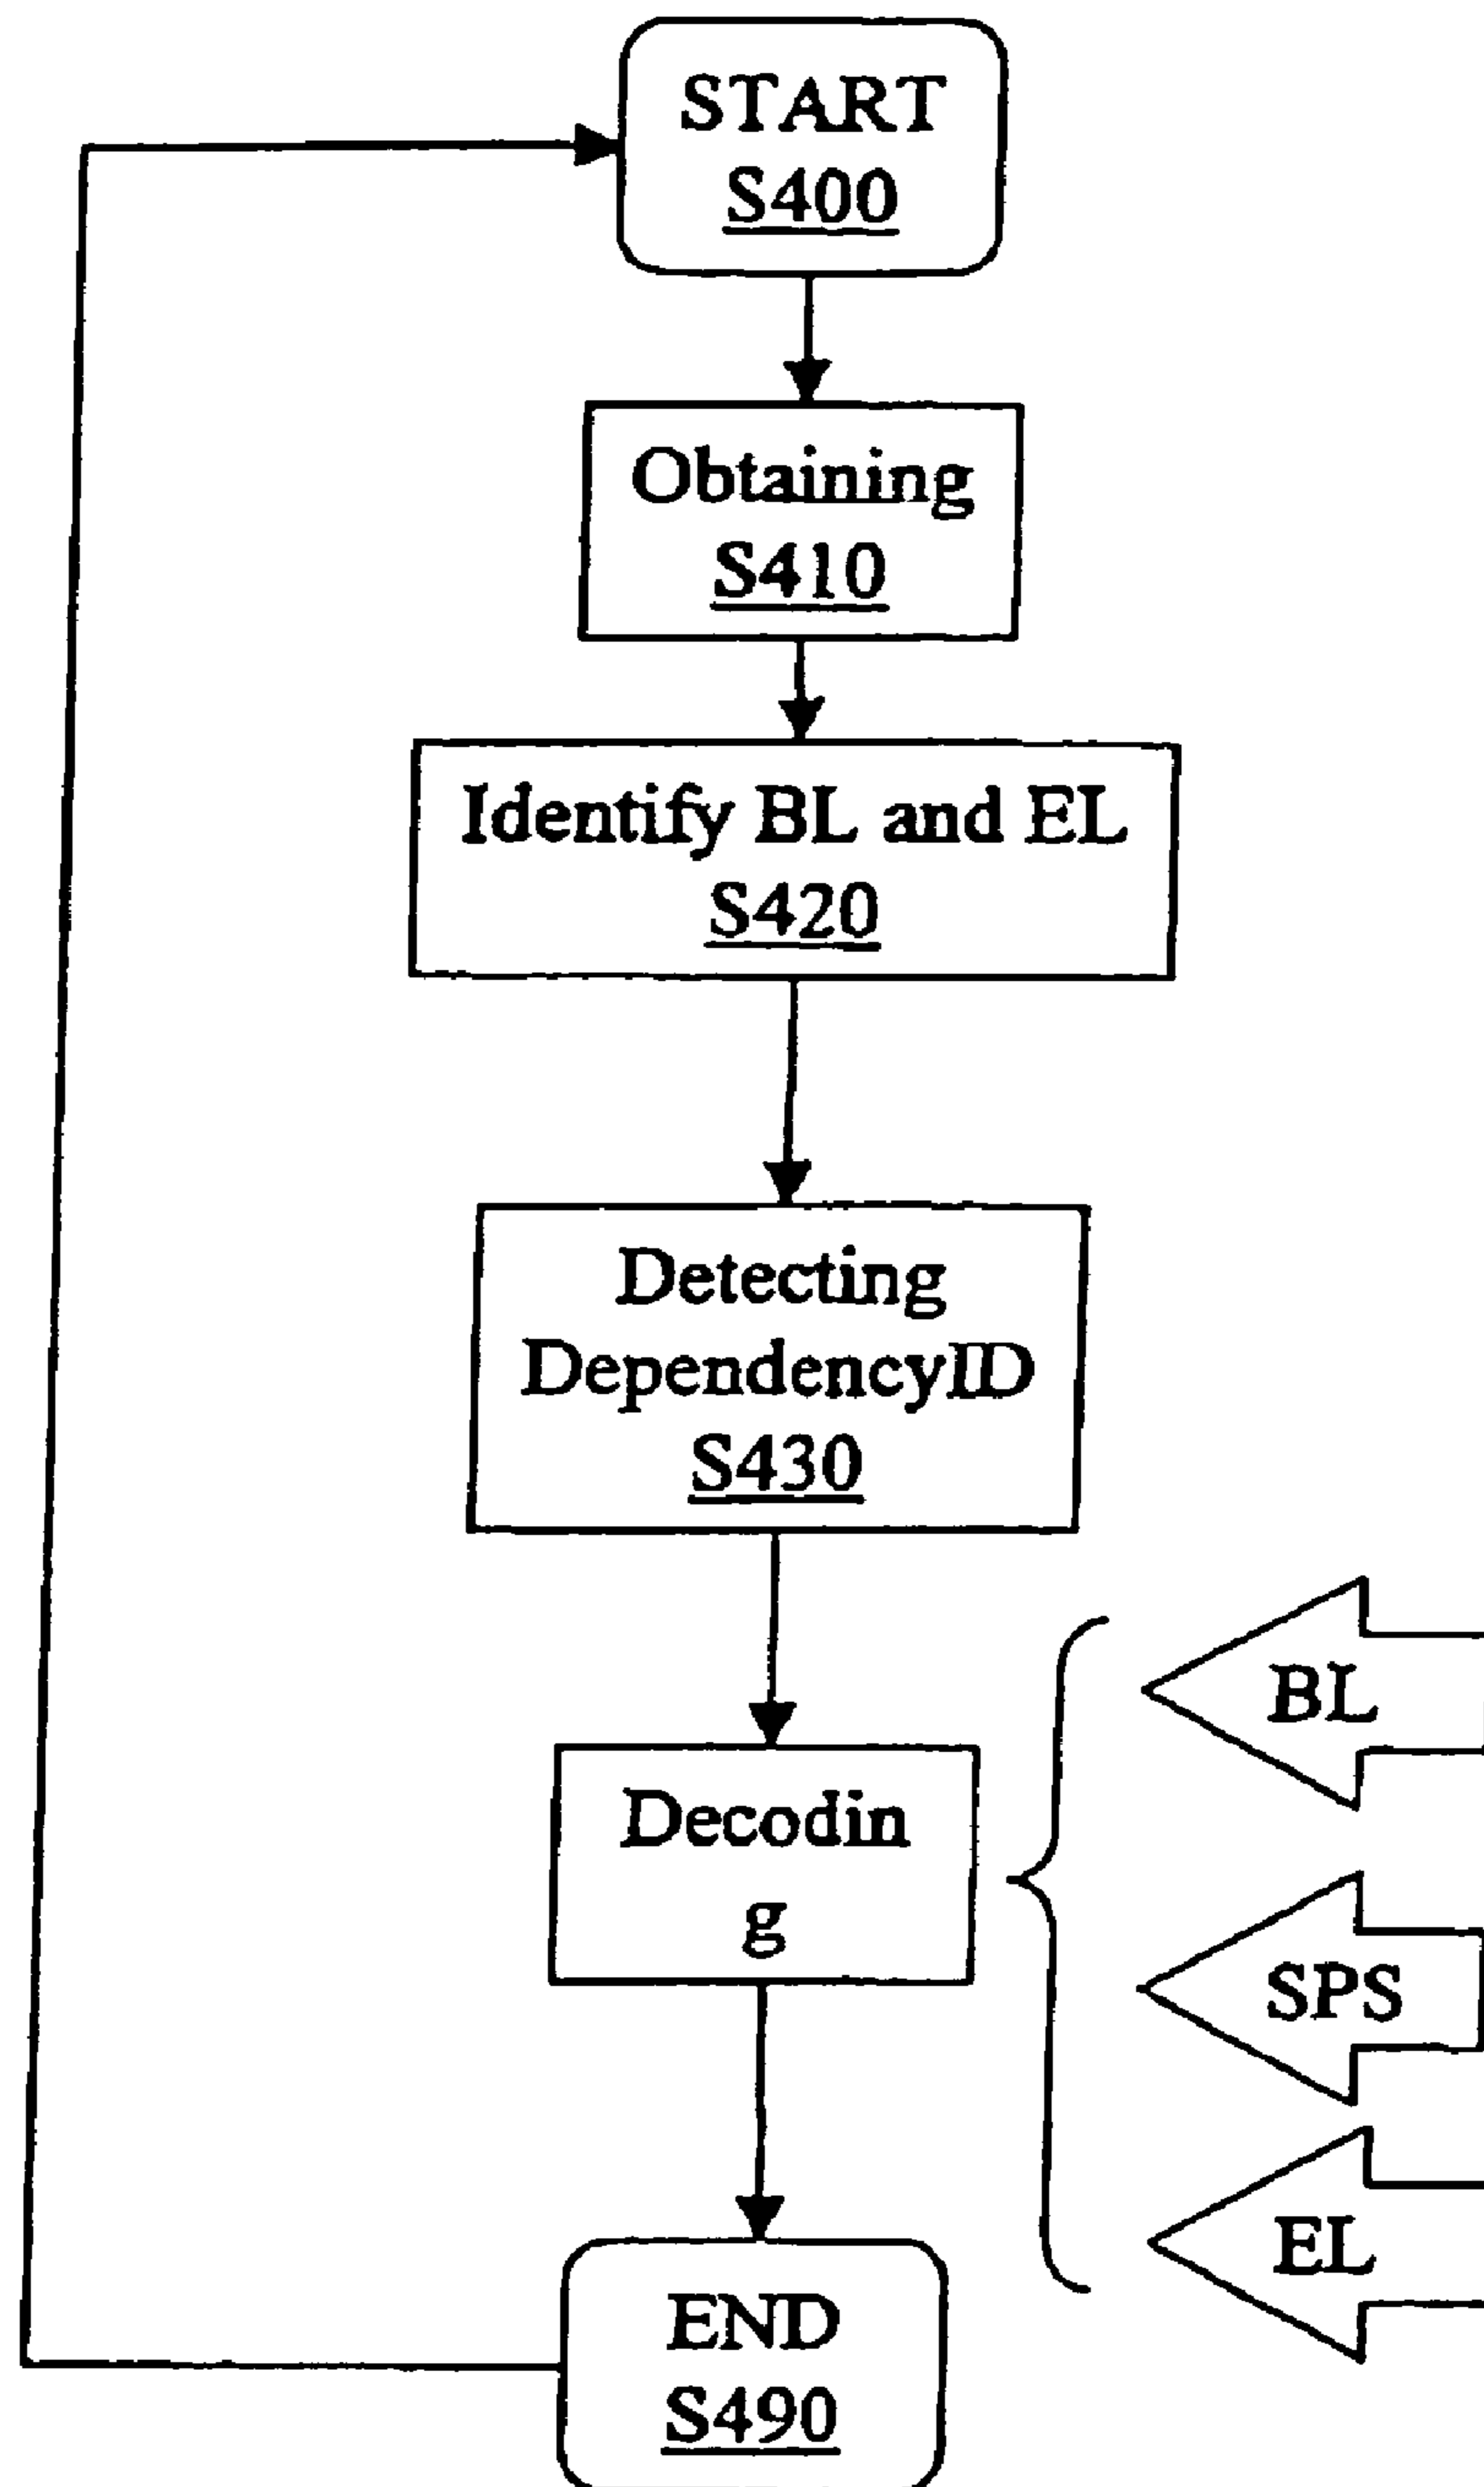 START
S400
Obtaining
S410
Identify BL and EL
S420
Detecting
DependencyID
S430
Decodin
g
BL
SPS
EL
END
S490